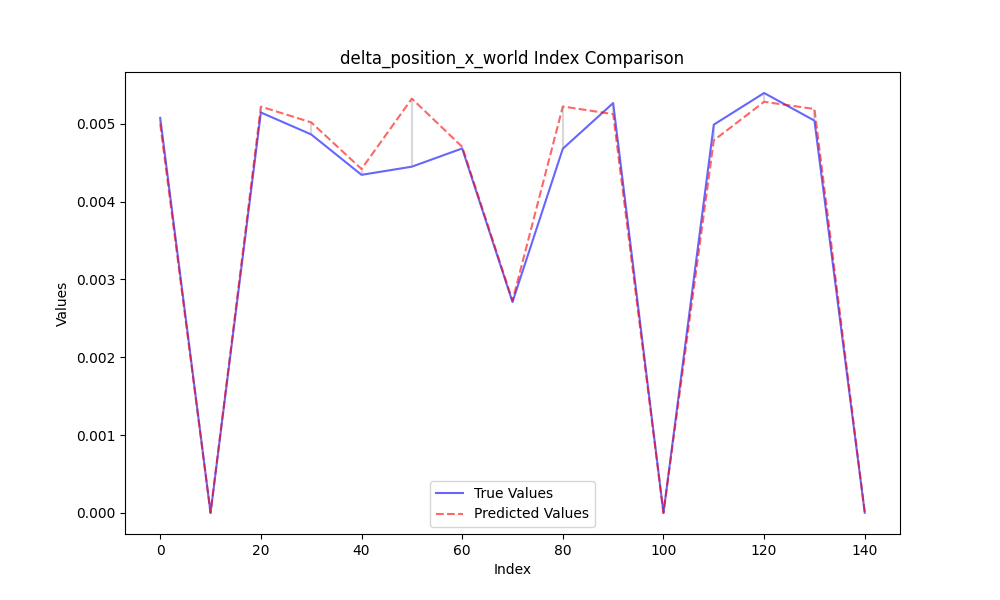 delta_position_x_world Index Comparison
Values
0.005
0.004
0.003
0.002
0.001
0.000
True Values
Predicted Values
0 20 40 60 80 100 120 140
Index